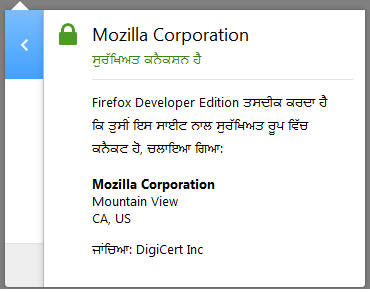 Mozilla Corporation
ਸੁਰੱਖਿਅਤ ਕਨੈਕਸ਼ਨ ਹੈ
Firefox Developer Edition ਤਸਦੀਕ ਕਰਦਾ ਹੈ
ਕਿ ਤੁਸੀਂ ਇਸ ਸਾਈਟ ਨਾਲ ਸੁਰੱਖਿਅਤ ਰੂਪ ਵਿੱਚ
ਕਨੈਕਟ ਹੋ, ਚਲਾਇਆ ਗਿਆ:
Mozilla Corporation
Mountain View
CA, US
ਜਾਂਚਿਆ: DigiCert Inc